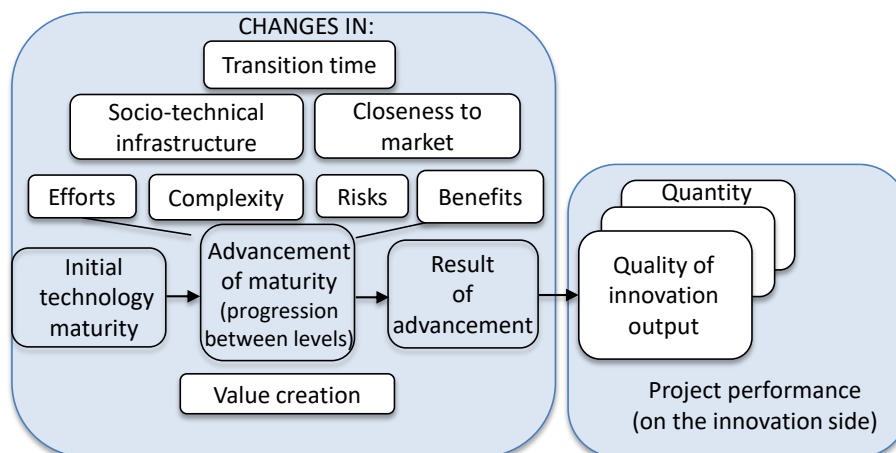 CHANGES IN:
Transition time
Socio-technical
infrastructure
Closeness to
market
Efforts
Complexity
Risks
Benefits
Initial
technology
maturity
Advancement
of maturity
(progression
between levels)
Result
of
advancement
Value creation
Quantity
Quality of
innovation
output
Project performance
(on the innovation side)